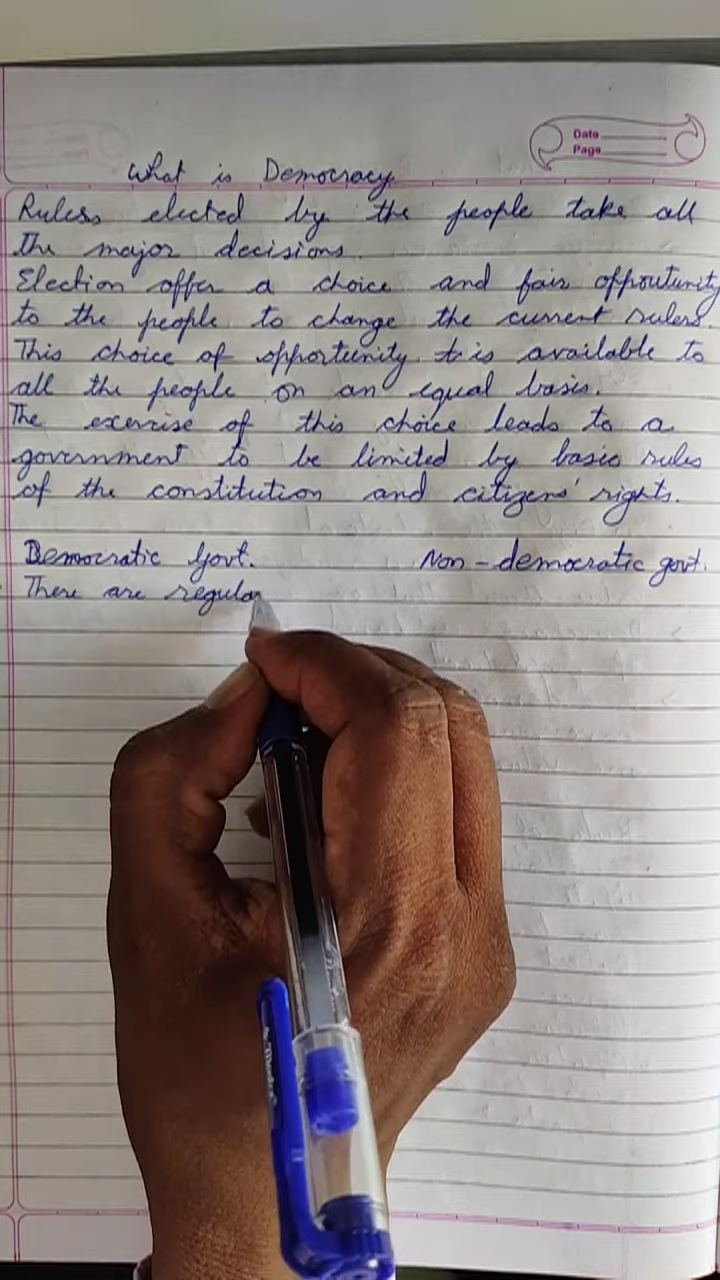 Date
Page
What is Democracy
Rulers elected by the people take all
the major decisions.
Election offer a choice and fair oppoutunity
to the people to change the current rulers.
This choice of opportunity is available to
all the people on an equal basis.
The exercise of this choice leads to a
government to be limited by basic rules
of the constitution and citizens' rights.
Democratic Govt. Non-democratic govt.
There are regular